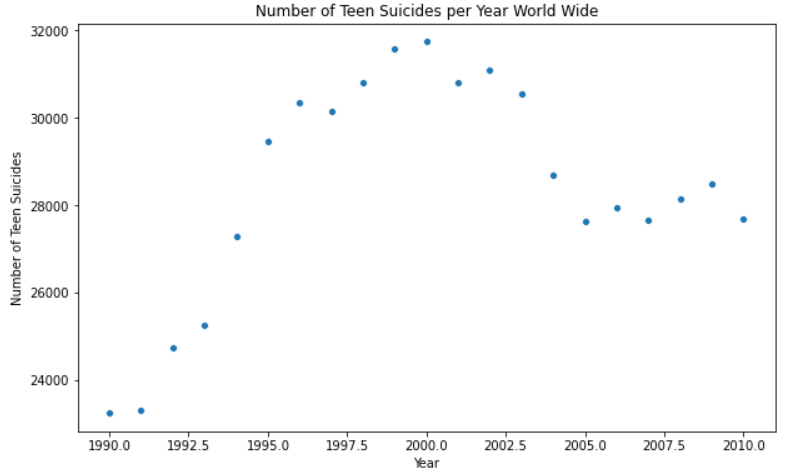 Number of Teen Suicides per Year World Wide
32000
30000
28000
26000
24000
Number of Teen Suicides
1990.0 1992.5 1995.0 1997.5 2000.0 2002.5 2005.0 2007.5 2010.0
Year